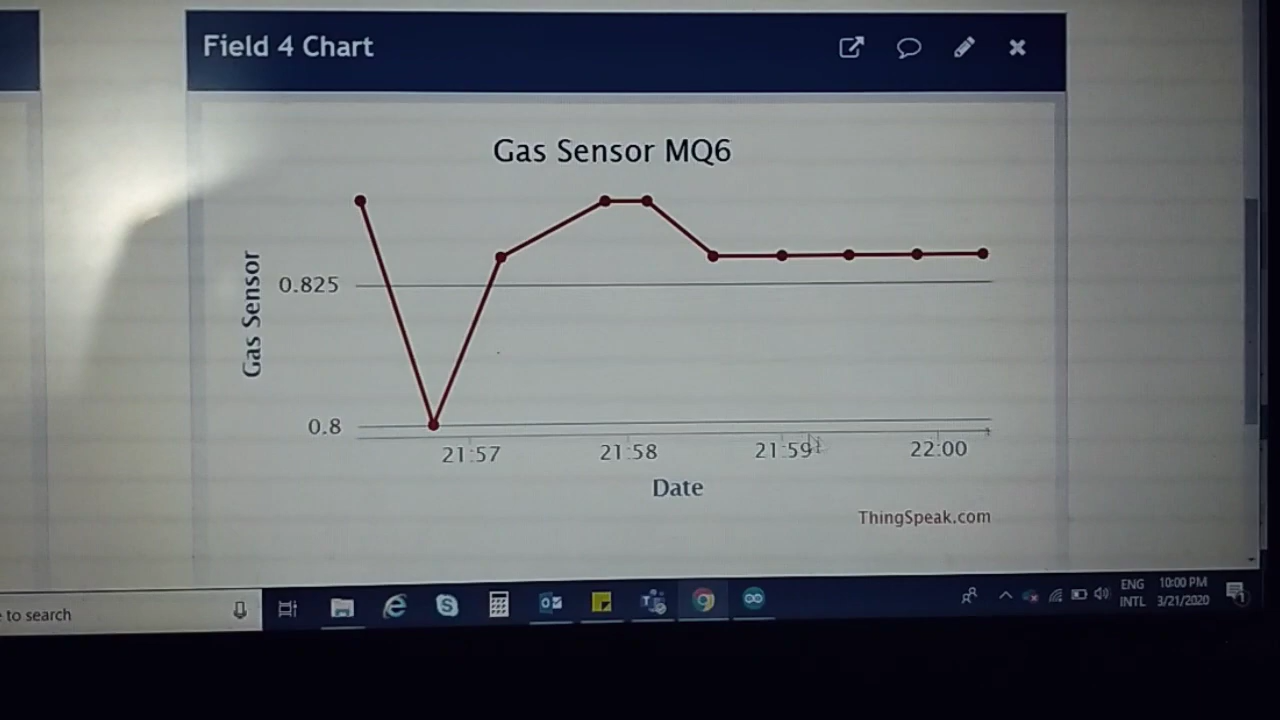 Field 4 Chart
Gas Sensor MQ6
Gas Sensor
0.825
0.8
21:57 21:58 21:59 22:00
Date
ThingSpeak.com
to search
ENG 10:00 PM
INTL 3/21/2020